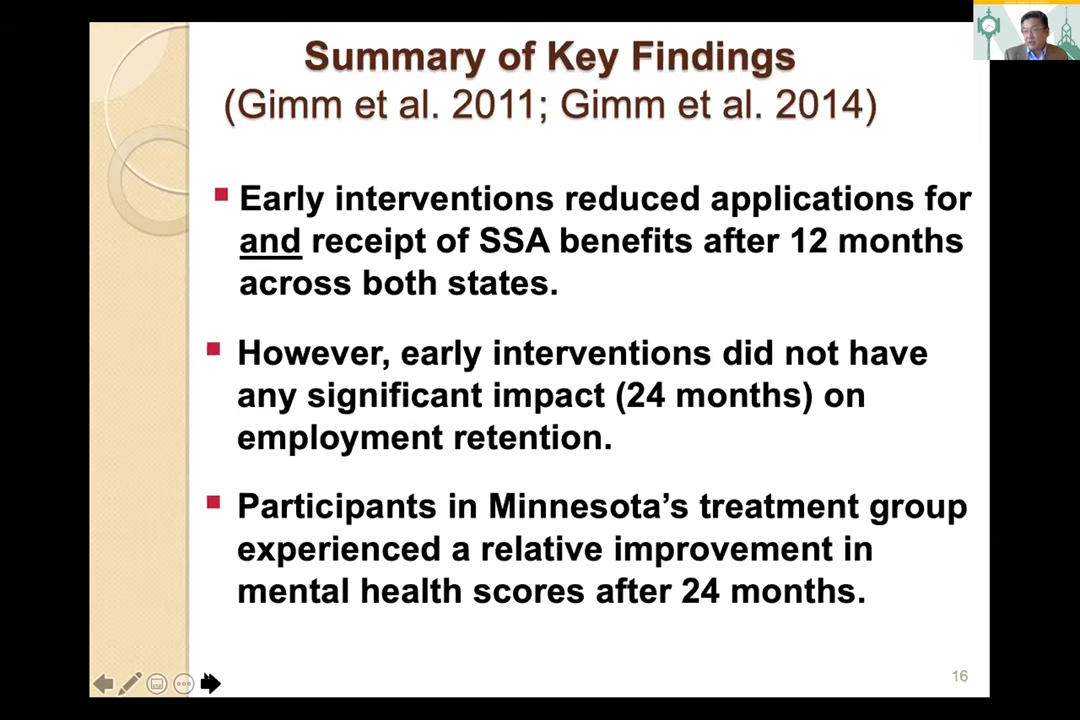 Summary of Key Findings
(Gimm et al. 2011; Gimm et al. 2014)
Early interventions reduced applications for
and receipt of SSA benefits after 12 months
across both states.
However, early interventions did not have
any significant impact (24 months) on
employment retention.
Participants in Minnesota’s treatment group
experienced a relative improvement in
mental health scores after 24 months.
16